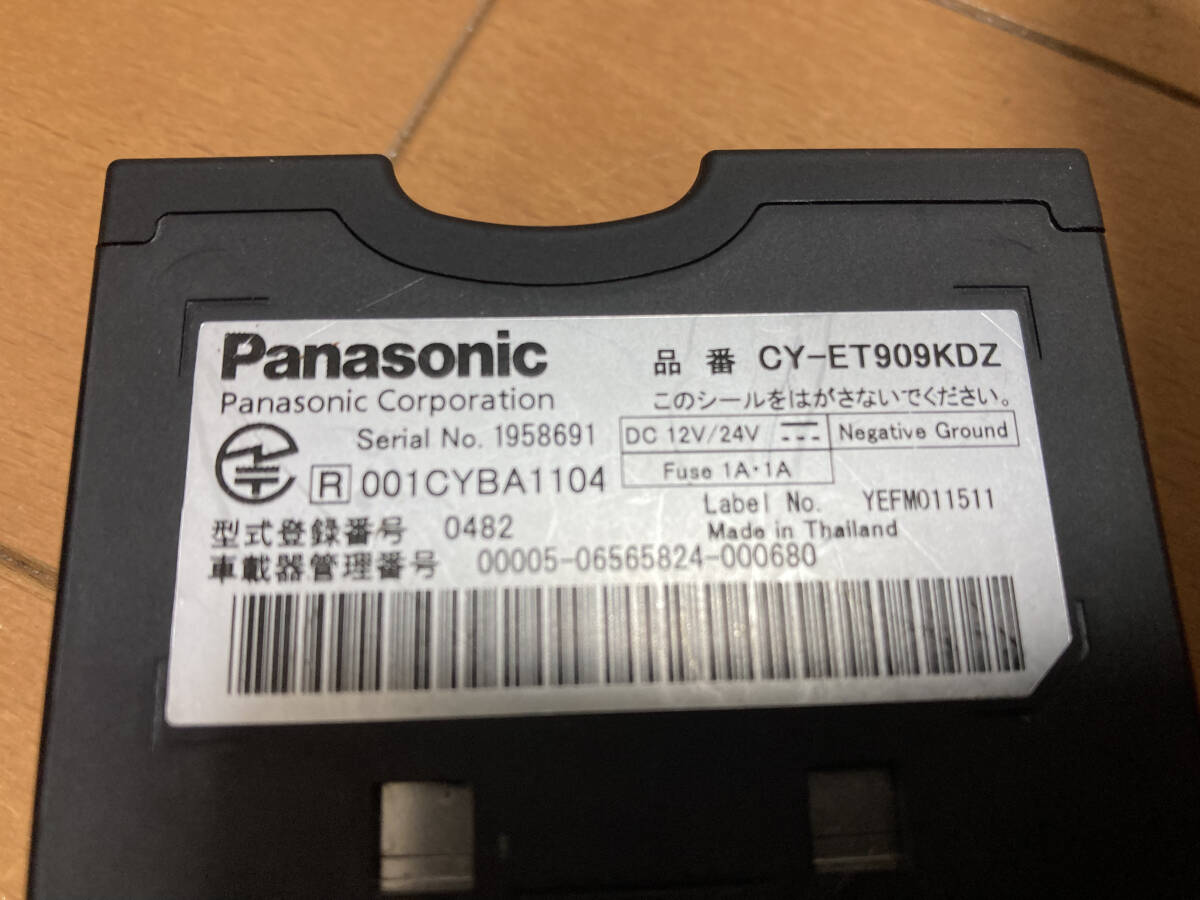 Panasonic
品番 CY-ET909KDZ
Panasonic Corporation
このシールをはがさないでください。
Serial No. 1958691
DC 12V/24V
Negative Ground
R 001CYBA1104
Fuse 1A・1A
Label No. YEFM011511
型式登録番号 0482
Made in Thailand
車載器管理番号 00005-06565824-000680